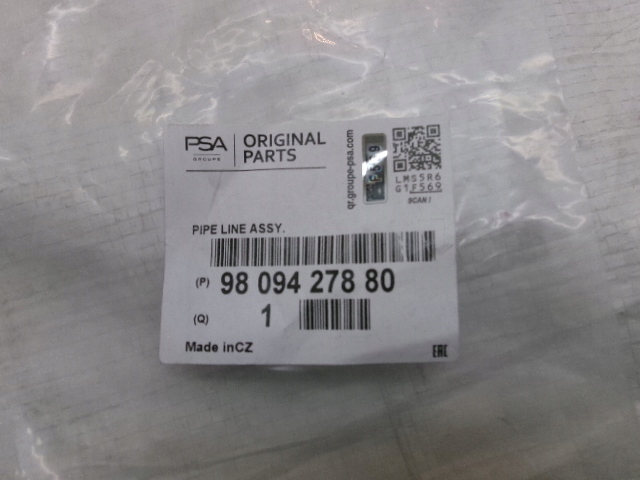 PSA
GROUPE
ORIGINAL
PARTS
qr.groupe-psa.com
LMS5R6
G1F569
SCAN !
PIPE LINE ASSY.
(P) 98 094 278 80
(Q) 1
Made inCZ
EAC